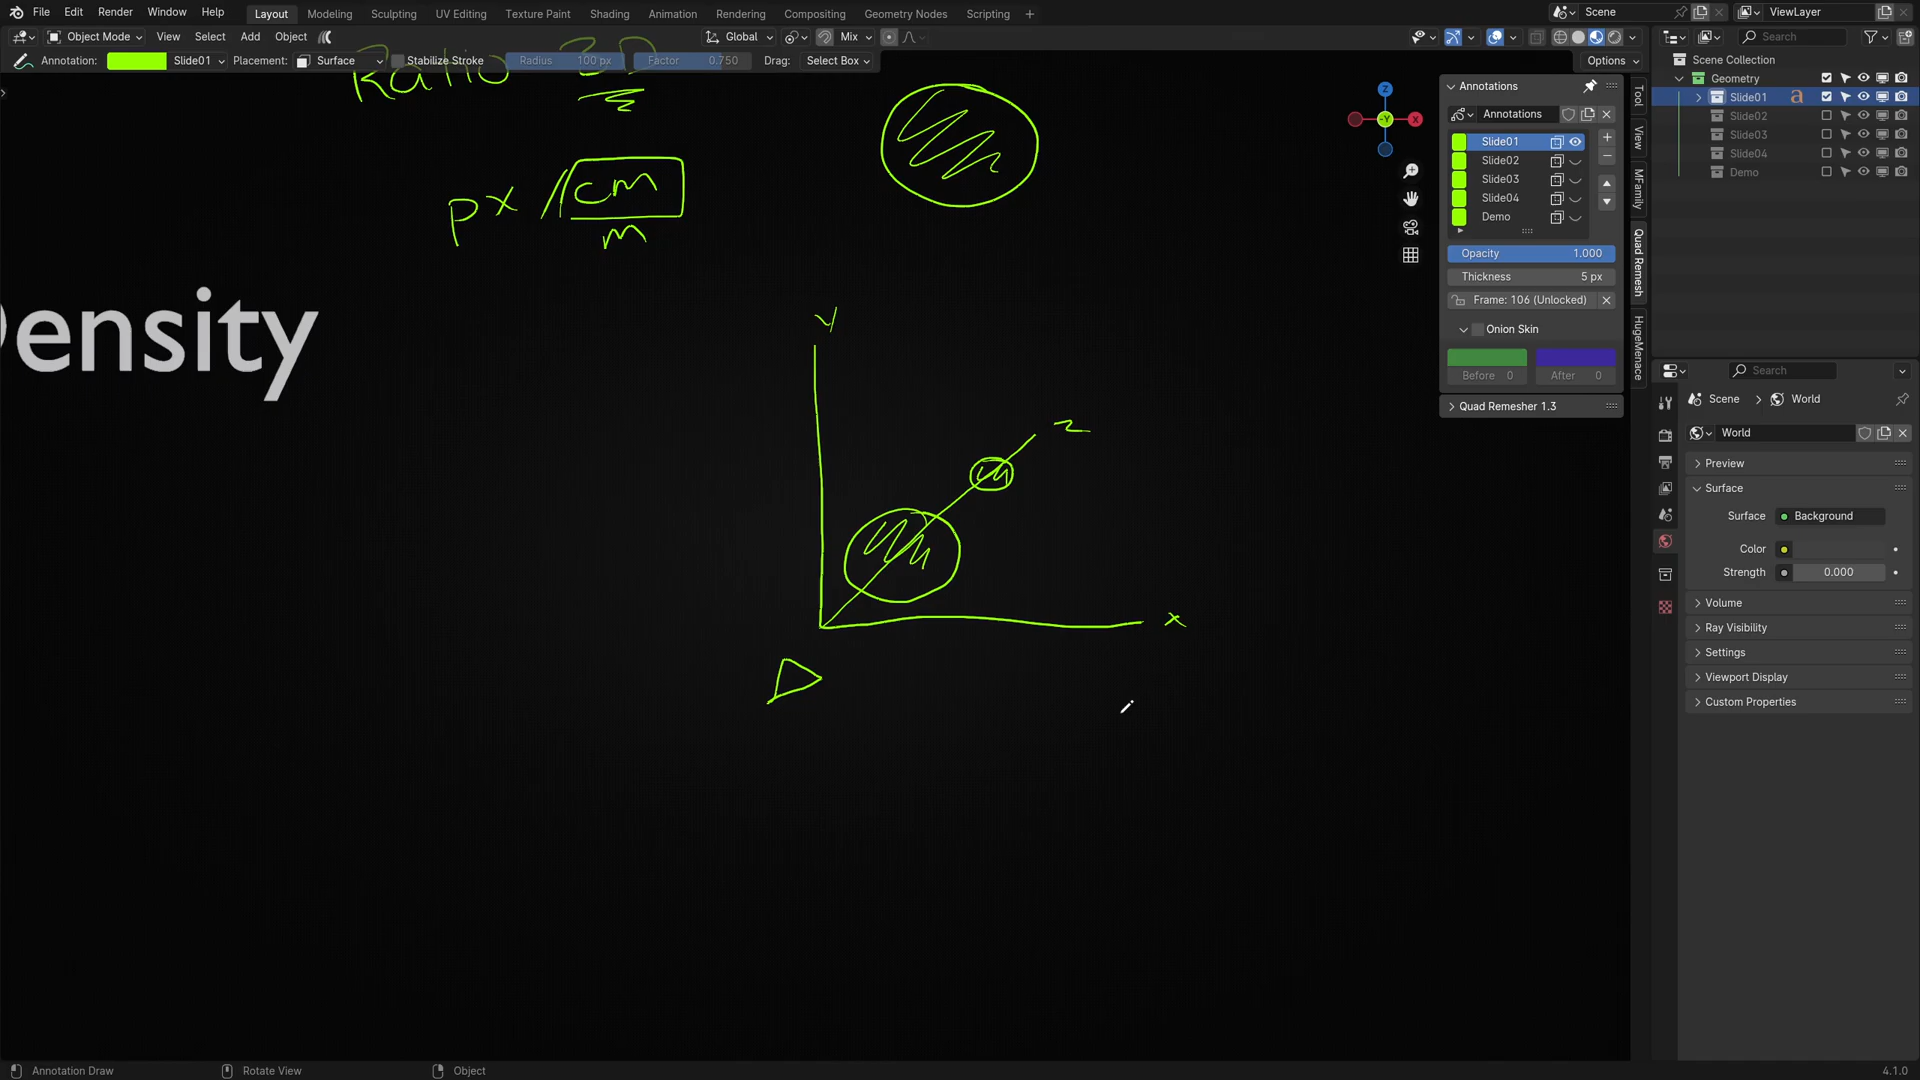 File Edit Render Window Help Layout Modeling Sculpting UV Editing Texture Paint Shading Animation Rendering Compositing Geometry Nodes Scripting + Scene ViewLayer
Object Mode View Select Add Object Global Mix Search
Annotation: Slide01 Placement: Surface Stabilize Stroke Radius 100 px Factor 0.750 Drag: Select Box Options
Ratio 3D
px / cm
m
Density
Y
Z
X
Z
-Y
X
Annotations
Annotations
Slide01
Slide02
Slide03
Slide04
Demo
Opacity 1.000
Thickness 5 px
Frame: 106 (Unlocked)
Onion Skin
Before 0 After 0
Quad Remesher 1.3
Tool
View
MFamily
Quad Remesh
HugeMenace
Scene Collection
Geometry
Slide01
Slide02
Slide03
Slide04
Demo
Search
Scene > World
World
Preview
Surface
Surface Background
Color
Strength 0.000
Volume
Ray Visibility
Settings
Viewport Display
Custom Properties
Annotation Draw Rotate View Object 4.1.0